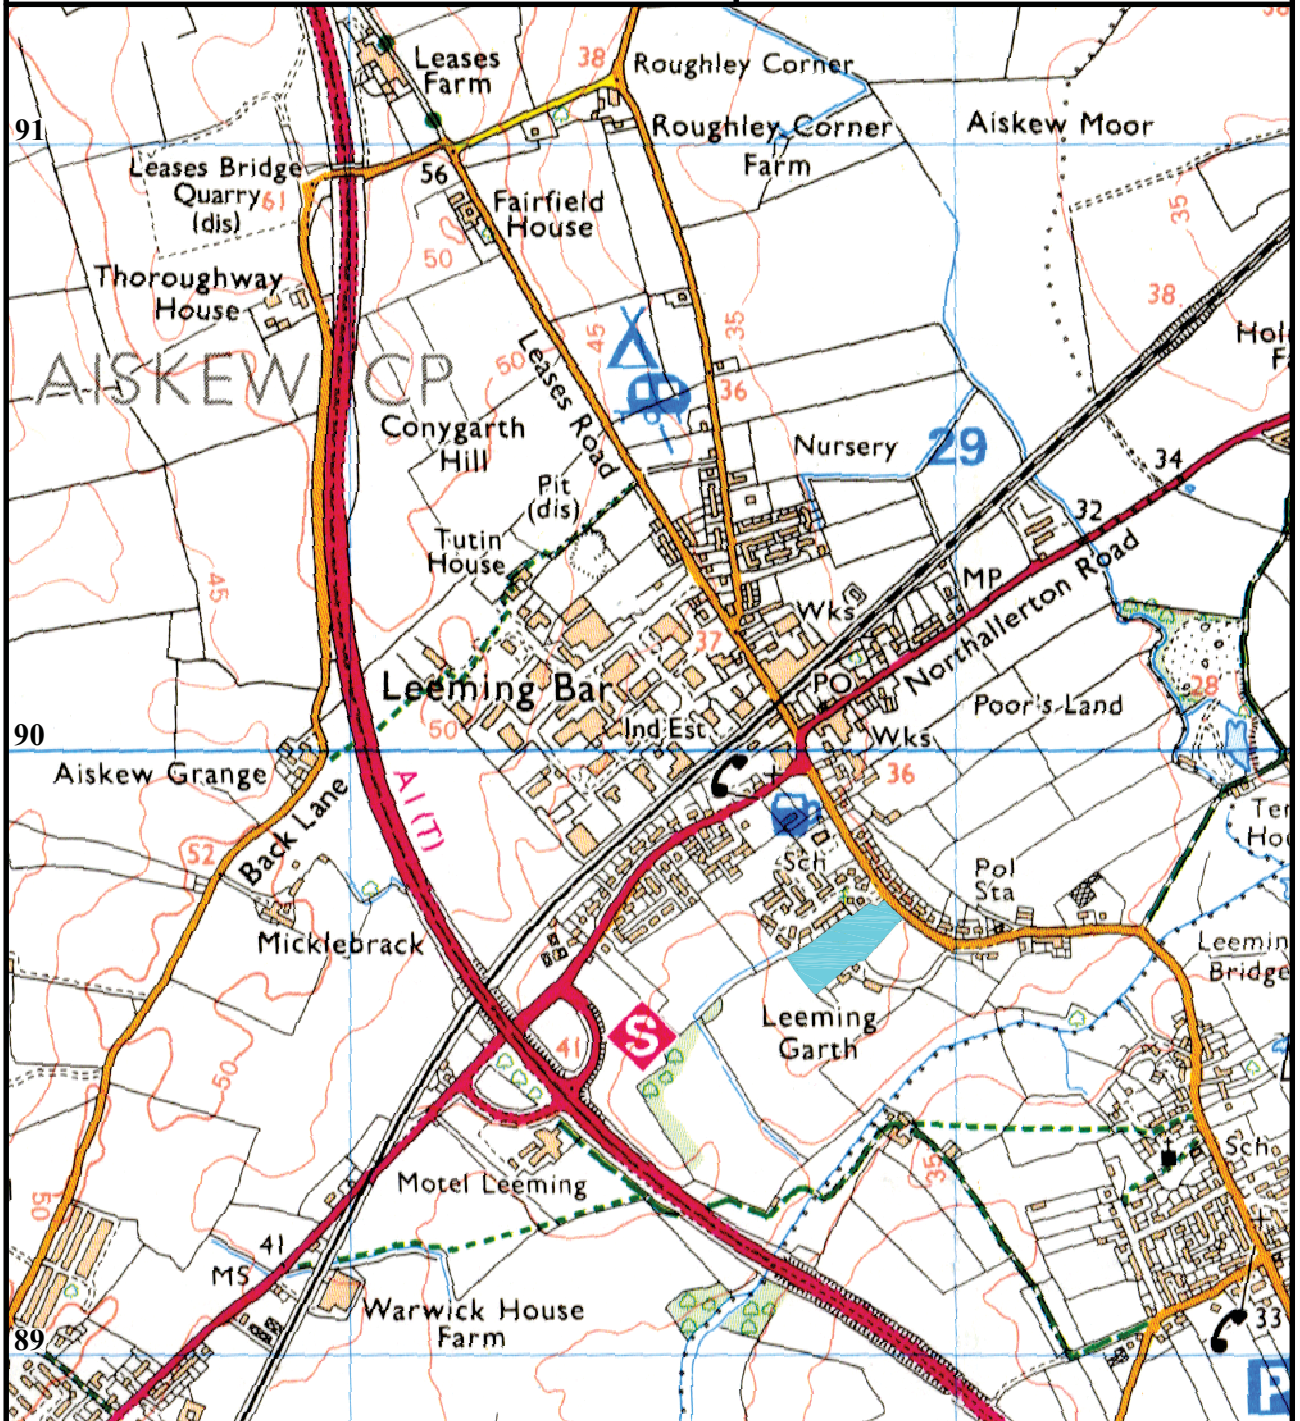 Leases
Farm
38
Roughley Corner
91
Roughley Corner
Farm
Aiskew Moor
Leases Bridge
Quarry
(dis)
61
56
Fairfield
House
50
35
38
Thoroughway
House
AISKEW CP
45
50
Leases Road
35
36
Conygarth
Hill
Nursery
29
34
Pit
(dis)
32
Tutin
House
45
MP
Wks
Northallerton Road
37
Leeming Bar
PO
28
Poor's Land
50
Ind Est
90
Wks
36
Aiskew Grange
A1(T)
Back Lane
52
Sch
Pol
Sta
Micklebrack
Leemin
Bridge
Leeming
Garth
S
41
50
35
Sch
Motel Leeming
50
41
MS
Warwick House
Farm
33
89
P